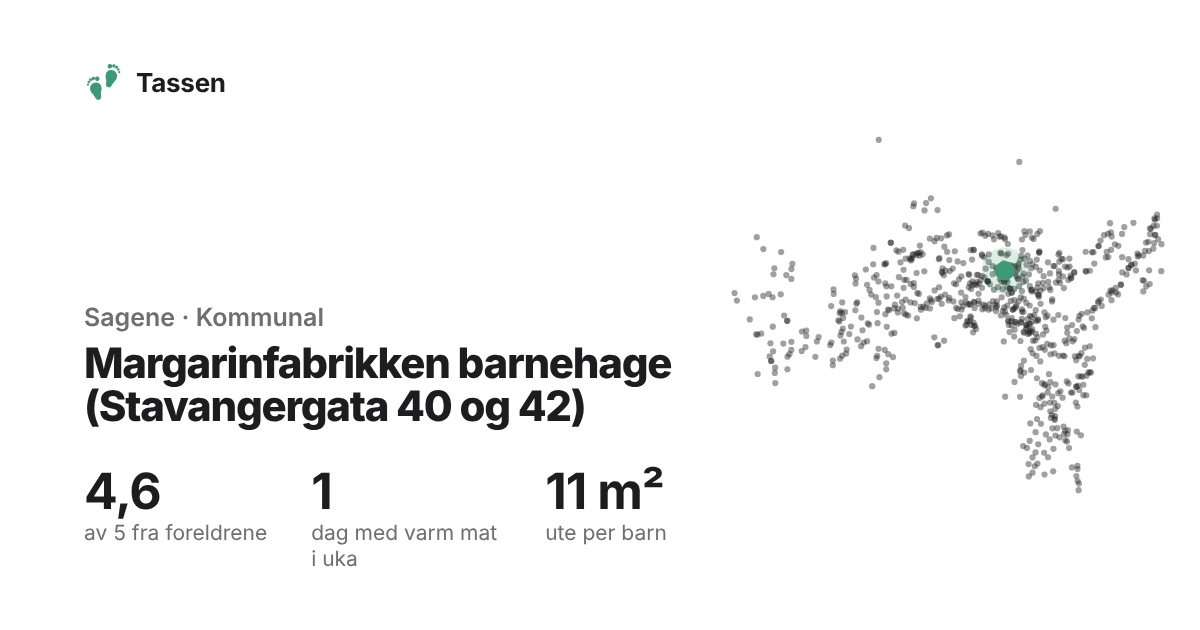 Tassen
Sagene · Kommunal
Margarinfabrikken barnehage
(Stavangergata 40 og 42)
4,6
av 5 fra foreldrene
1
dag med varm mat
i uka
11 m²
ute per barn